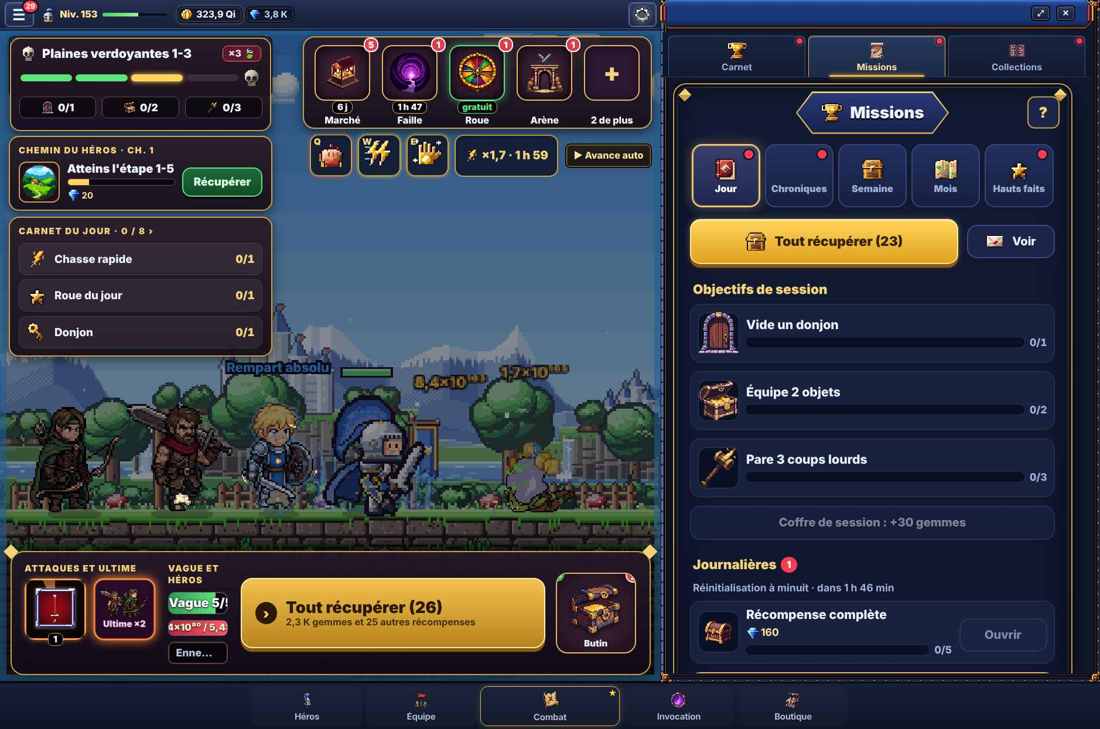 29
Niv. 153
323,9 Qi
3,8 K
Plaines verdoyantes 1-3
×3
0/1
0/2
0/3
CHEMIN DU HÉROS · CH. 1
Atteins l'étape 1-5
20
Récupérer
CARNET DU JOUR · 0 / 8 ›
Chasse rapide
0/1
Roue du jour
0/1
Donjon
0/1
5
6 j
Marché
1
1 h 47
Faille
1
gratuit
Roue
1
Arène
+
2 de plus
Q
W
E
×1,7 · 1 h 59
Avance auto
Rempart absolu
ATTAQUES ET ULTIME
1
Ultime ×2
VAGUE ET HÉROS
Vague 5/
Enne...
Tout récupérer (26)
2,3 K gemmes et 25 autres récompenses
Butin
Héros
Équipe
Combat
Invocation
Boutique
Carnet
Missions
Collections
Missions
?
Jour
Chroniques
Semaine
Mois
Hauts faits
Tout récupérer (23)
Voir
Objectifs de session
Vide un donjon
0/1
Équipe 2 objets
0/2
Pare 3 coups lourds
0/3
Coffre de session : +30 gemmes
Journalières 1
Réinitialisation à minuit · dans 1 h 46 min
Récompense complète
160
0/5
Ouvrir